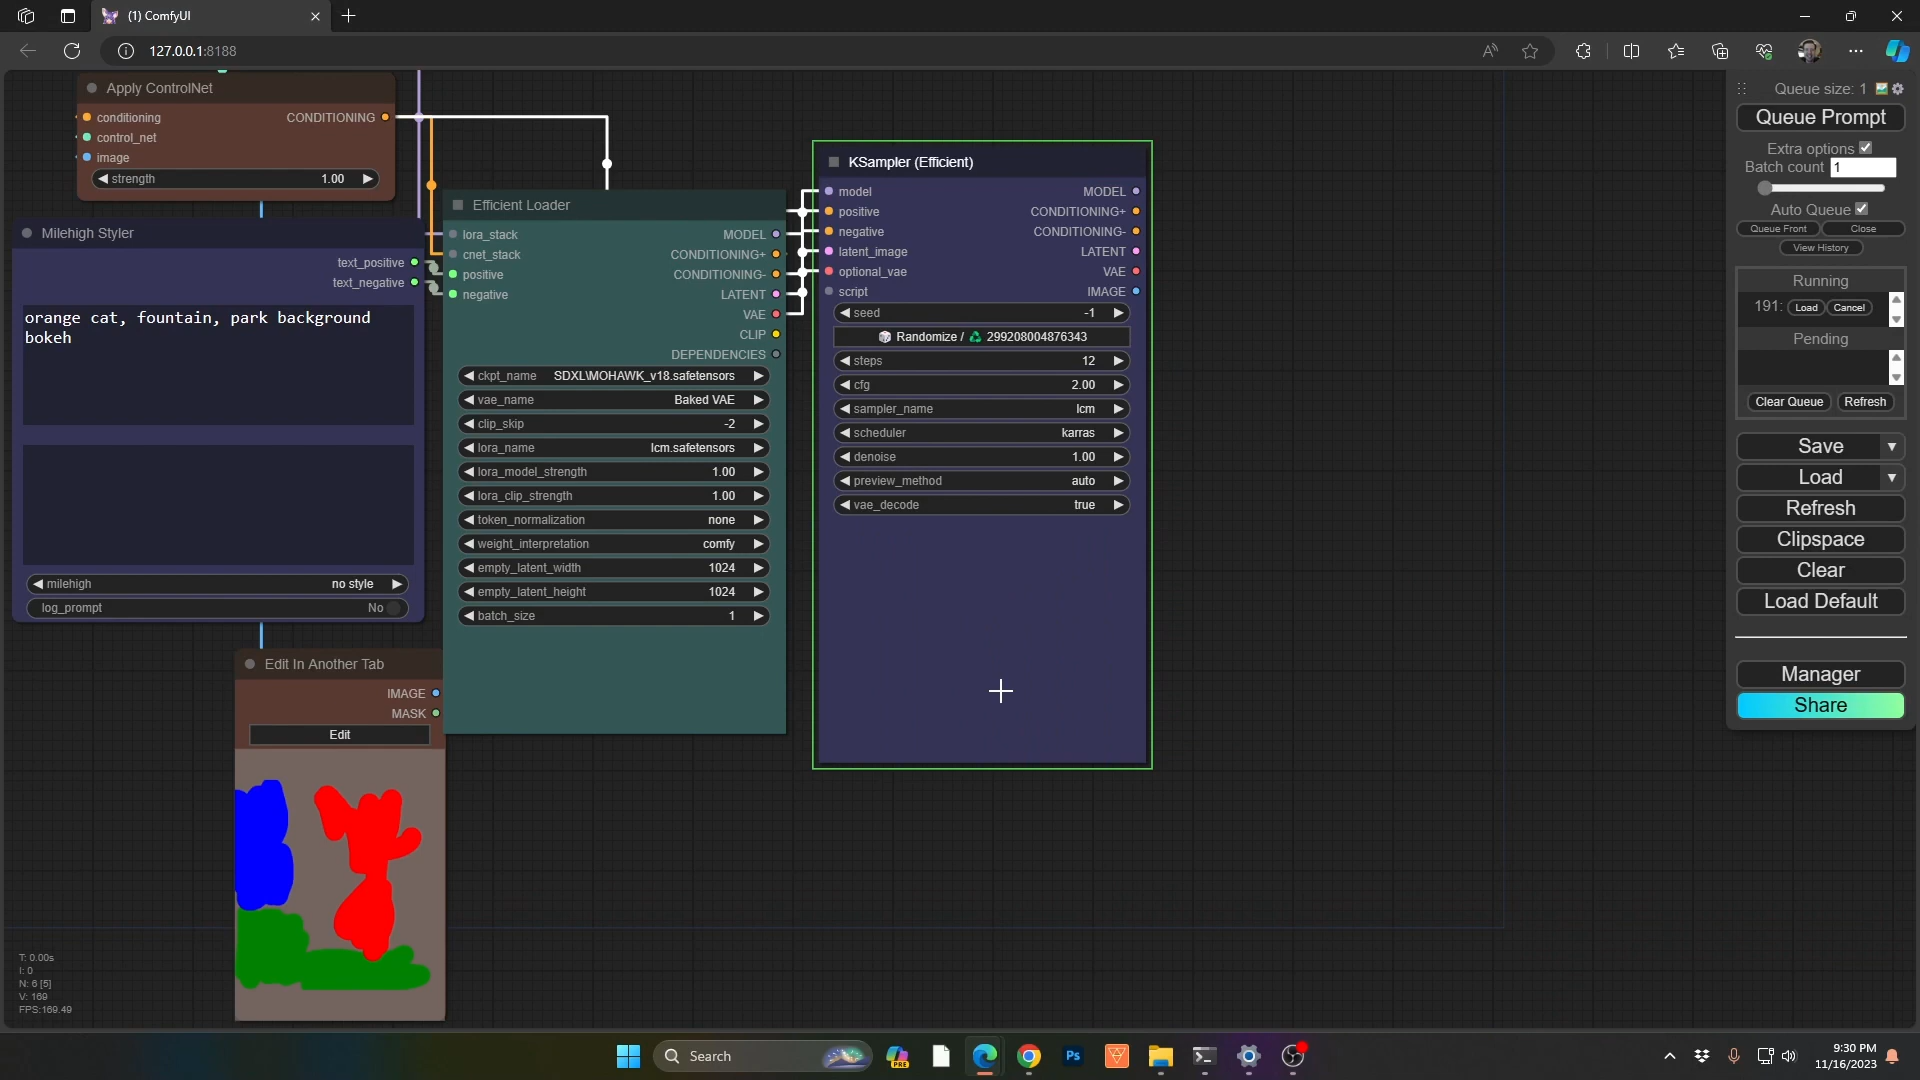 (1) ComfyUI
127.0.0.1:8188
Apply ControlNet
conditioning CONDITIONING
control_net
image
strength 1.00
Milehigh Styler
text_positive
text_negative
orange cat, fountain, park background
bokeh
milehigh no style
log_prompt No
Edit In Another Tab
IMAGE
MASK
Edit
Efficient Loader
lora_stack MODEL
cnet_stack CONDITIONING+
positive CONDITIONING-
negative LATENT
VAE
CLIP
DEPENDENCIES
ckpt_name SDXL\MOHAWK_v18.safetensors
vae_name Baked VAE
clip_skip -2
lora_name lcm.safetensors
lora_model_strength 1.00
lora_clip_strength 1.00
token_normalization none
weight_interpretation comfy
empty_latent_width 1024
empty_latent_height 1024
batch_size 1
KSampler (Efficient)
model MODEL
positive CONDITIONING+
negative CONDITIONING-
latent_image LATENT
optional_vae VAE
script IMAGE
seed -1
Randomize / 299208004876343
steps 12
cfg 2.00
sampler_name lcm
scheduler karras
denoise 1.00
preview_method auto
vae_decode true
Queue size: 1
Queue Prompt
Extra options
Batch count 1
Auto Queue
Queue Front Close
View History
Running
191: Load Cancel
Pending
Clear Queue Refresh
Save
Load
Refresh
Clipspace
Clear
Load Default
Manager
Share
T: 0.00s
I: 0
N: 6 [5]
V: 169
FPS:169.49
Search
PRE
Ps
9:30 PM
11/16/2023